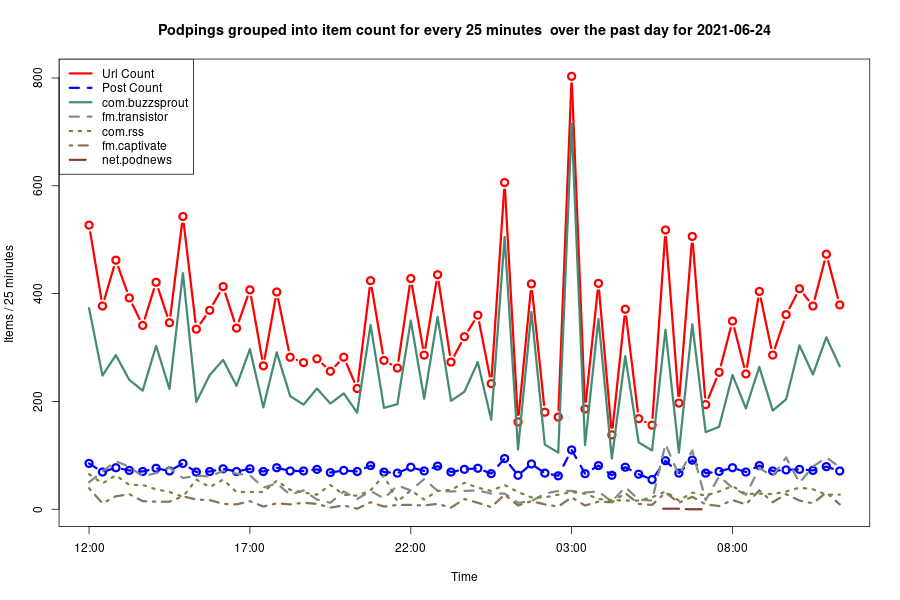 Podpings grouped into item count for every 25 minutes  over the past day for 2021-06-24
Url Count
Post Count
com.buzzsprout
fm.transistor
com.rss
fm.captivate
net.podnews
800
600
400
200
0
Items / 25 minutes
12:00
17:00
22:00
03:00
08:00
Time